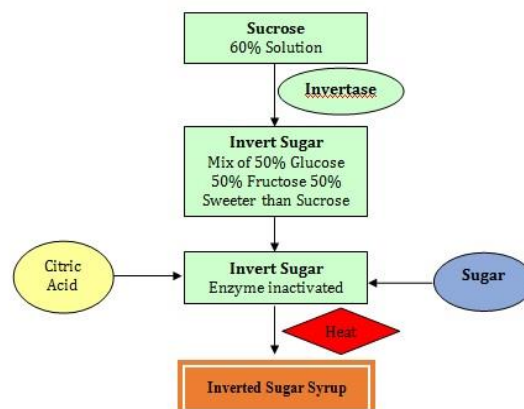 Sucrose
60% Solution
Invertase
Invert Sugar
Mix of 50% Glucose
50% Fructose 50%
Sweeter than Sucrose
Citric
Acid
Invert Sugar
Enzyme inactivated
Sugar
Heat
Inverted Sugar Syrup